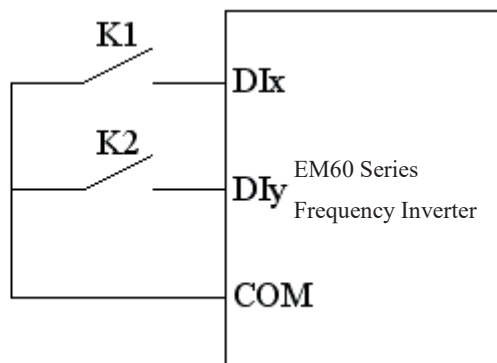 K1
DIx
K2
DIy
EM60 Series
Frequency Inverter
COM